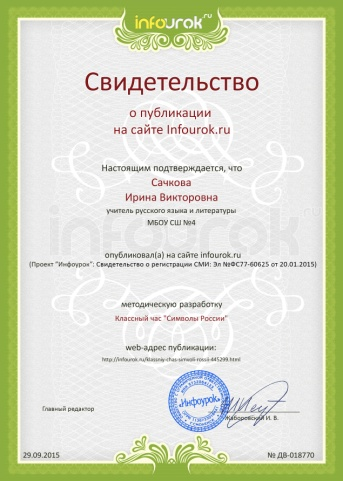 infourok.ru
Свидетельство
о публикации
на сайте Infourok.ru
Настоящим подтверждается, что
Сачкова
Ирина Викторовна
учитель русского языка и литературы
МБОУ СШ №4
опубликовал(а) на сайте infourok.ru
(Проект "Инфоурок": Свидетельство о регистрации СМИ: Эл №ФС77-60625 от 20.01.2015)
методическую разработку
Классный час "Символы России"
web-адрес публикации:
http://infourok.ru/klassniy-chas-simvoli-rossii-445299.html
«Инфоурок»
Главный редактор
Жаборовский И. В.
29.09.2015
№ ДВ-018770